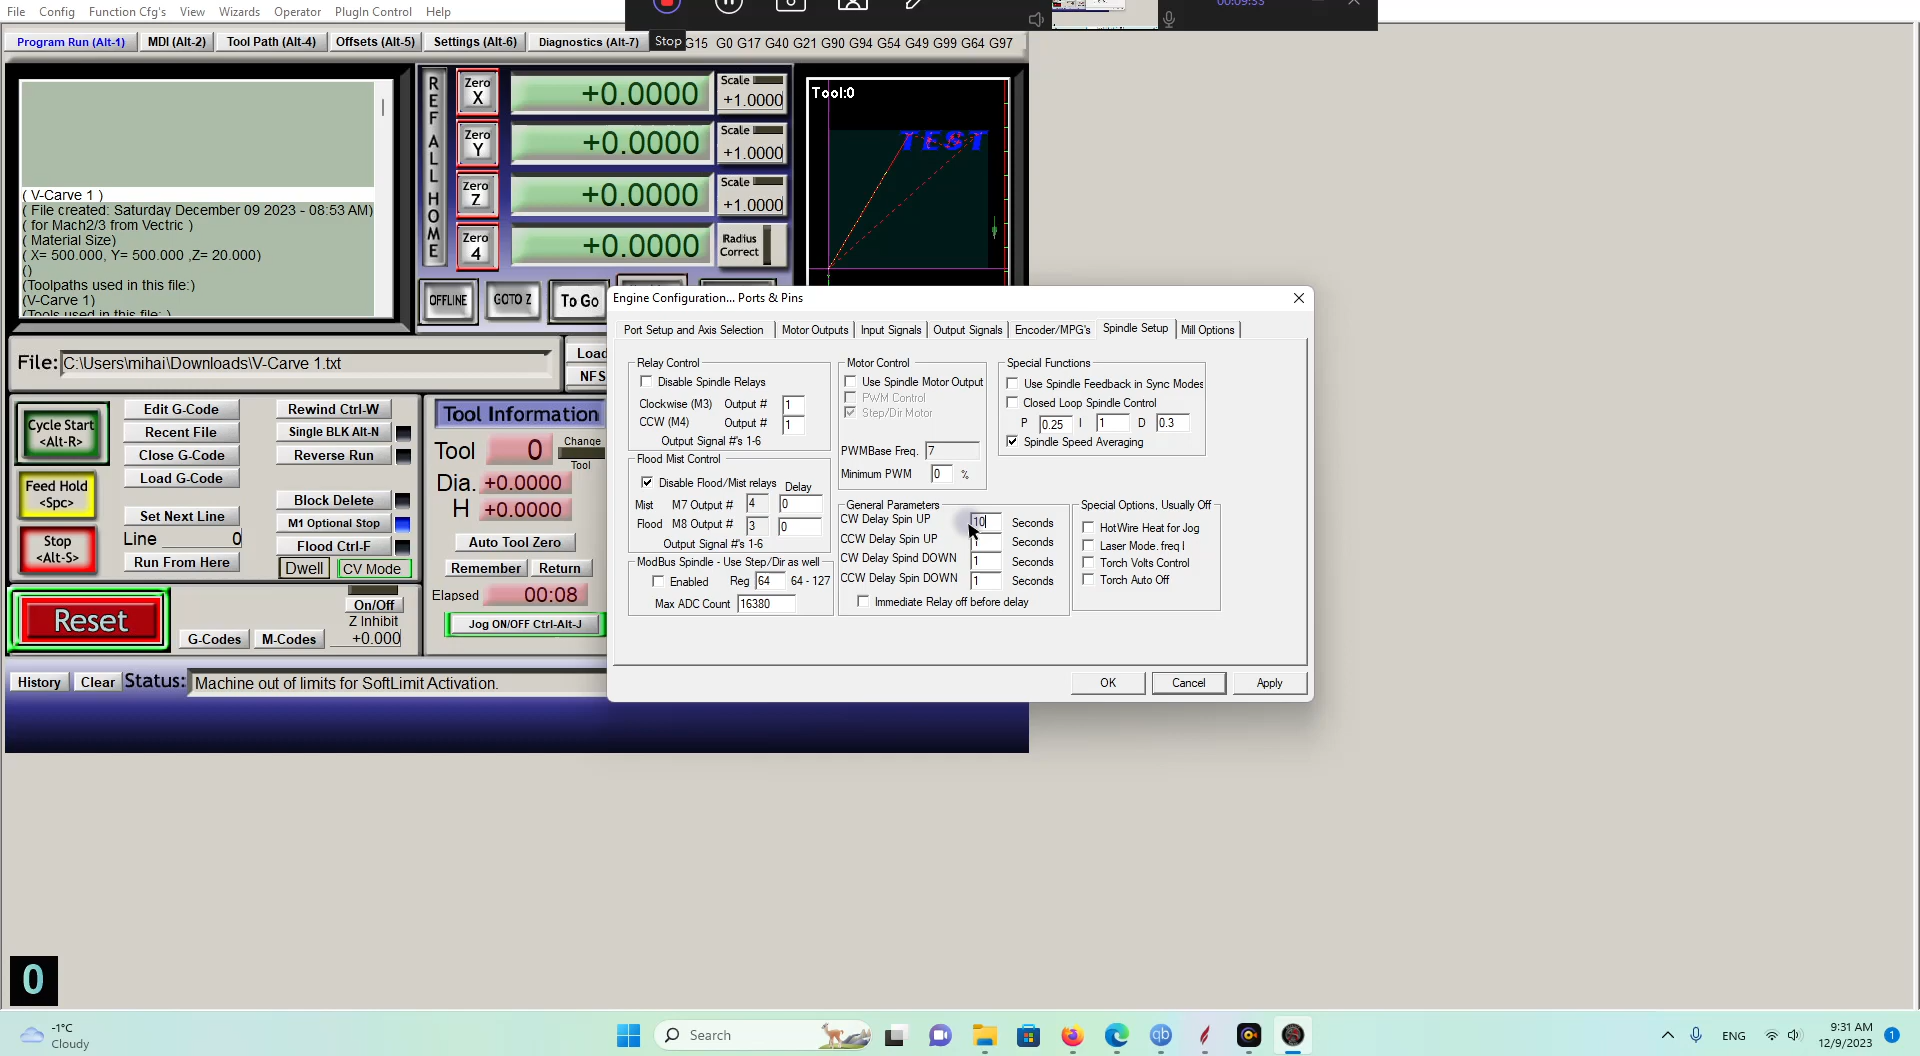 File Config Function Cfg's View Wizards Operator PlugIn Control Help
00:09:33
Program Run (Alt-1) MDI (Alt-2) Tool Path (Alt-4) Offsets (Alt-5) Settings (Alt-6) Diagnostics (Alt-7) Stop G15 G0 G17 G40 G21 G90 G94 G54 G49 G99 G64 G97
( V-Carve 1 )
( File created: Saturday December 09 2023 - 08:53 AM)
( for Mach2/3 from Vectric )
( Material Size)
( X= 500.000, Y= 500.000 ,Z= 20.000)
()
(Toolpaths used in this file:)
(V-Carve 1)
(Tools used in this file: )
REF ALL HOME
Zero X +0.0000 Scale +1.0000
Zero Y +0.0000 Scale +1.0000
Zero Z +0.0000 Scale +1.0000
Zero 4 +0.0000 Radius Correct
OFFLINE GOTO Z To Go
Tool:0
TEST
File: C:\Users\mihai\Downloads\V-Carve 1.txt
Load
NFS
Cycle Start <Alt-R>
Feed Hold <Spc>
Stop <Alt-S>
Edit G-Code
Recent File
Close G-Code
Load G-Code
Set Next Line
Line 0
Run From Here
Rewind Ctrl-W
Single BLK Alt-N
Reverse Run
Block Delete
M1 Optional Stop
Flood Ctrl-F
Dwell CV Mode
Reset
G-Codes M-Codes
On/Off
Z Inhibit
+0.000
Tool Information
Tool 0 Change Tool
Dia. +0.0000
H +0.0000
Auto Tool Zero
Remember Return
Elapsed 00:08
Jog ON/OFF Ctrl-Alt-J
History Clear Status: Machine out of limits for SoftLimit Activation.
Engine Configuration... Ports & Pins
Port Setup and Axis Selection Motor Outputs Input Signals Output Signals Encoder/MPG's Spindle Setup Mill Options
Relay Control
Disable Spindle Relays
Clockwise (M3) Output # 1
CCW (M4) Output # 1
Output Signal #'s 1-6
Flood Mist Control
Disable Flood/Mist relays Delay
Mist M7 Output # 4 0
Flood M8 Output # 3 0
Output Signal #'s 1-6
ModBus Spindle - Use Step/Dir as well
Enabled Reg 64 64 - 127
Max ADC Count 16380
Motor Control
Use Spindle Motor Output
PWM Control
Step/Dir Motor
PWMBase Freq. 7
Minimum PWM 0 %
General Parameters
CW Delay Spin UP 10 Seconds
CCW Delay Spin UP 1 Seconds
CW Delay Spind DOWN 1 Seconds
CCW Delay Spin DOWN 1 Seconds
Immediate Relay off before delay
Special Functions
Use Spindle Feedback in Sync Modes
Closed Loop Spindle Control
P 0.25 I 1 D 0.3
Spindle Speed Averaging
Special Options, Usually Off
HotWire Heat for Jog
Laser Mode. freq I
Torch Volts Control
Torch Auto Off
OK Cancel Apply
0
-1°C
Cloudy
Search
ENG
9:31 AM
12/9/2023
1